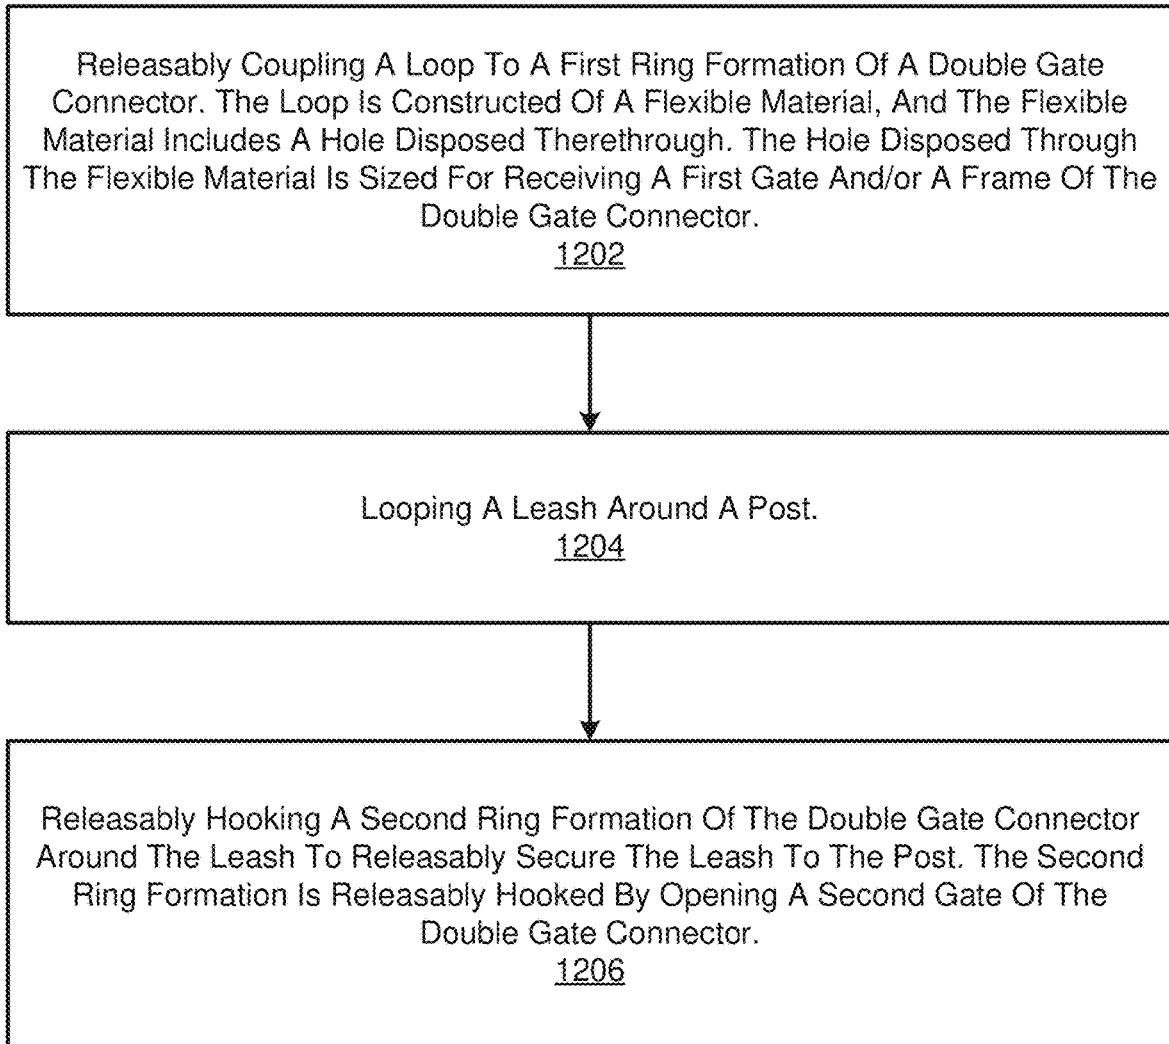 Releasably Coupling A Loop To A First Ring Formation Of A Double Gate
Connector. The Loop Is Constructed Of A Flexible Material, And The Flexible
Material Includes A Hole Disposed Therethrough. The Hole Disposed Through
The Flexible Material Is Sized For Receiving A First Gate And/or A Frame Of The
Double Gate Connector.
1202
Looping A Leash Around A Post.
1204
Releasably Hooking A Second Ring Formation Of The Double Gate Connector
Around The Leash To Releasably Secure The Leash To The Post. The Second
Ring Formation Is Releasably Hooked By Opening A Second Gate Of The
Double Gate Connector.
1206